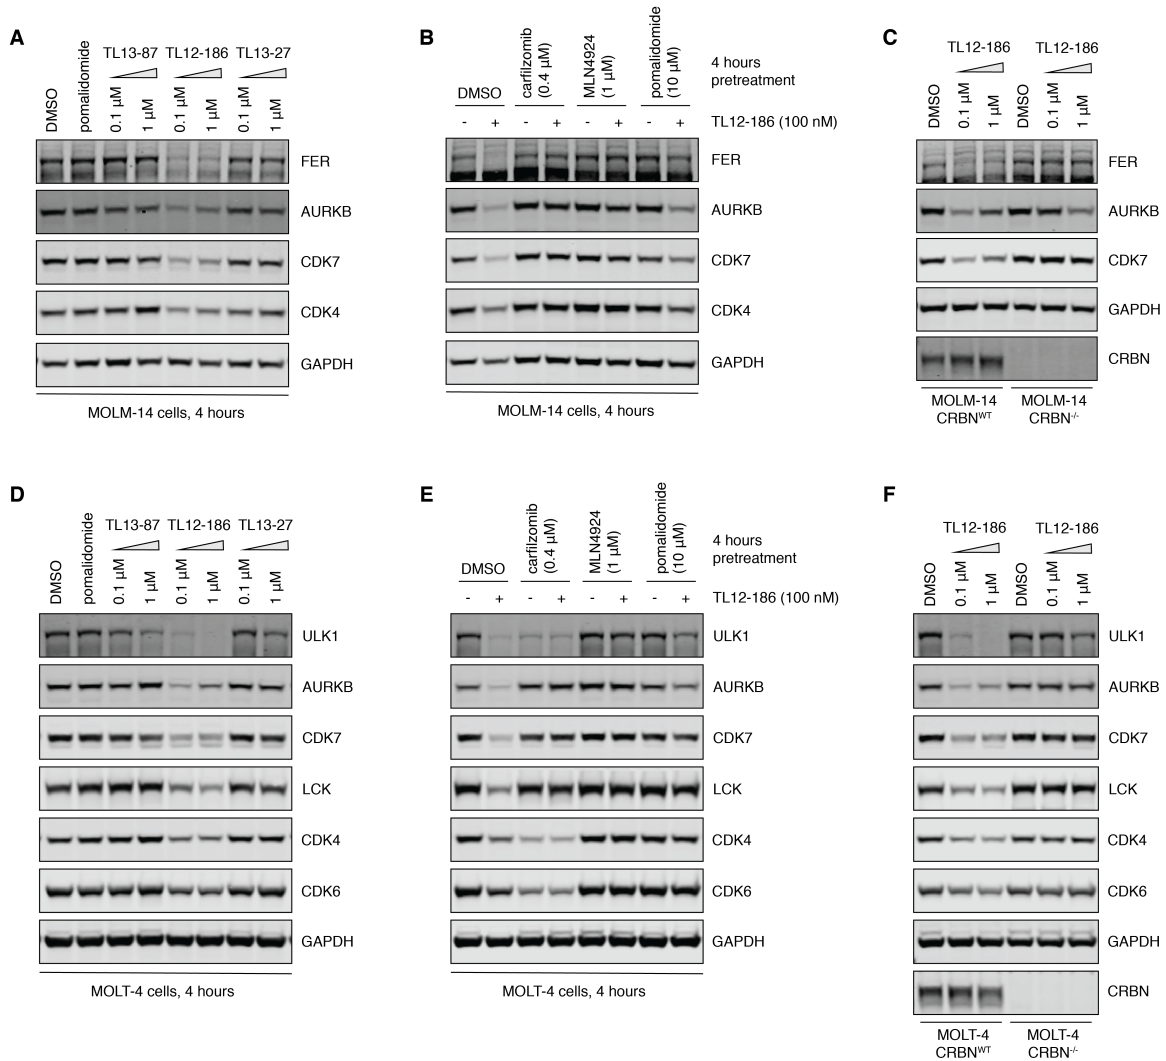 A
DMSO
pomalidomide
TL13-87 TL12-186 TL13-27
0.1 µM
1 µM
0.1 µM
1 µM
0.1 µM
1 µM
FER
AURKB
CDK7
CDK4
GAPDH
MOLM-14 cells, 4 hours
B
DMSO
carfilzomib
(0.4 µM)
MLN4924
(1 µM)
pomalidomide
(10 µM)
4 hours
pretreatment
- + - + - + - + TL12-186 (100 nM)
FER
AURKB
CDK7
CDK4
GAPDH
MOLM-14 cells, 4 hours
C
TL12-186 TL12-186
DMSO
0.1 µM
1 µM
DMSO
0.1 µM
1 µM
FER
AURKB
CDK7
GAPDH
CRBN
MOLM-14
CRBNWT
MOLM-14
CRBN-/-
D
DMSO
pomalidomide
TL13-87 TL12-186 TL13-27
0.1 µM
1 µM
0.1 µM
1 µM
0.1 µM
1 µM
ULK1
AURKB
CDK7
LCK
CDK4
CDK6
GAPDH
MOLT-4 cells, 4 hours
E
DMSO
carfilzomib
(0.4 µM)
MLN4924
(1 µM)
pomalidomide
(10 µM)
4 hours
pretreatment
- + - + - + - + TL12-186 (100 nM)
ULK1
AURKB
CDK7
LCK
CDK4
CDK6
GAPDH
MOLT-4 cells, 4 hours
F
TL12-186 TL12-186
DMSO
0.1 µM
1 µM
DMSO
0.1 µM
1 µM
ULK1
AURKB
CDK7
LCK
CDK4
CDK6
GAPDH
CRBN
MOLT-4
CRBNWT
MOLT-4
CRBN-/-